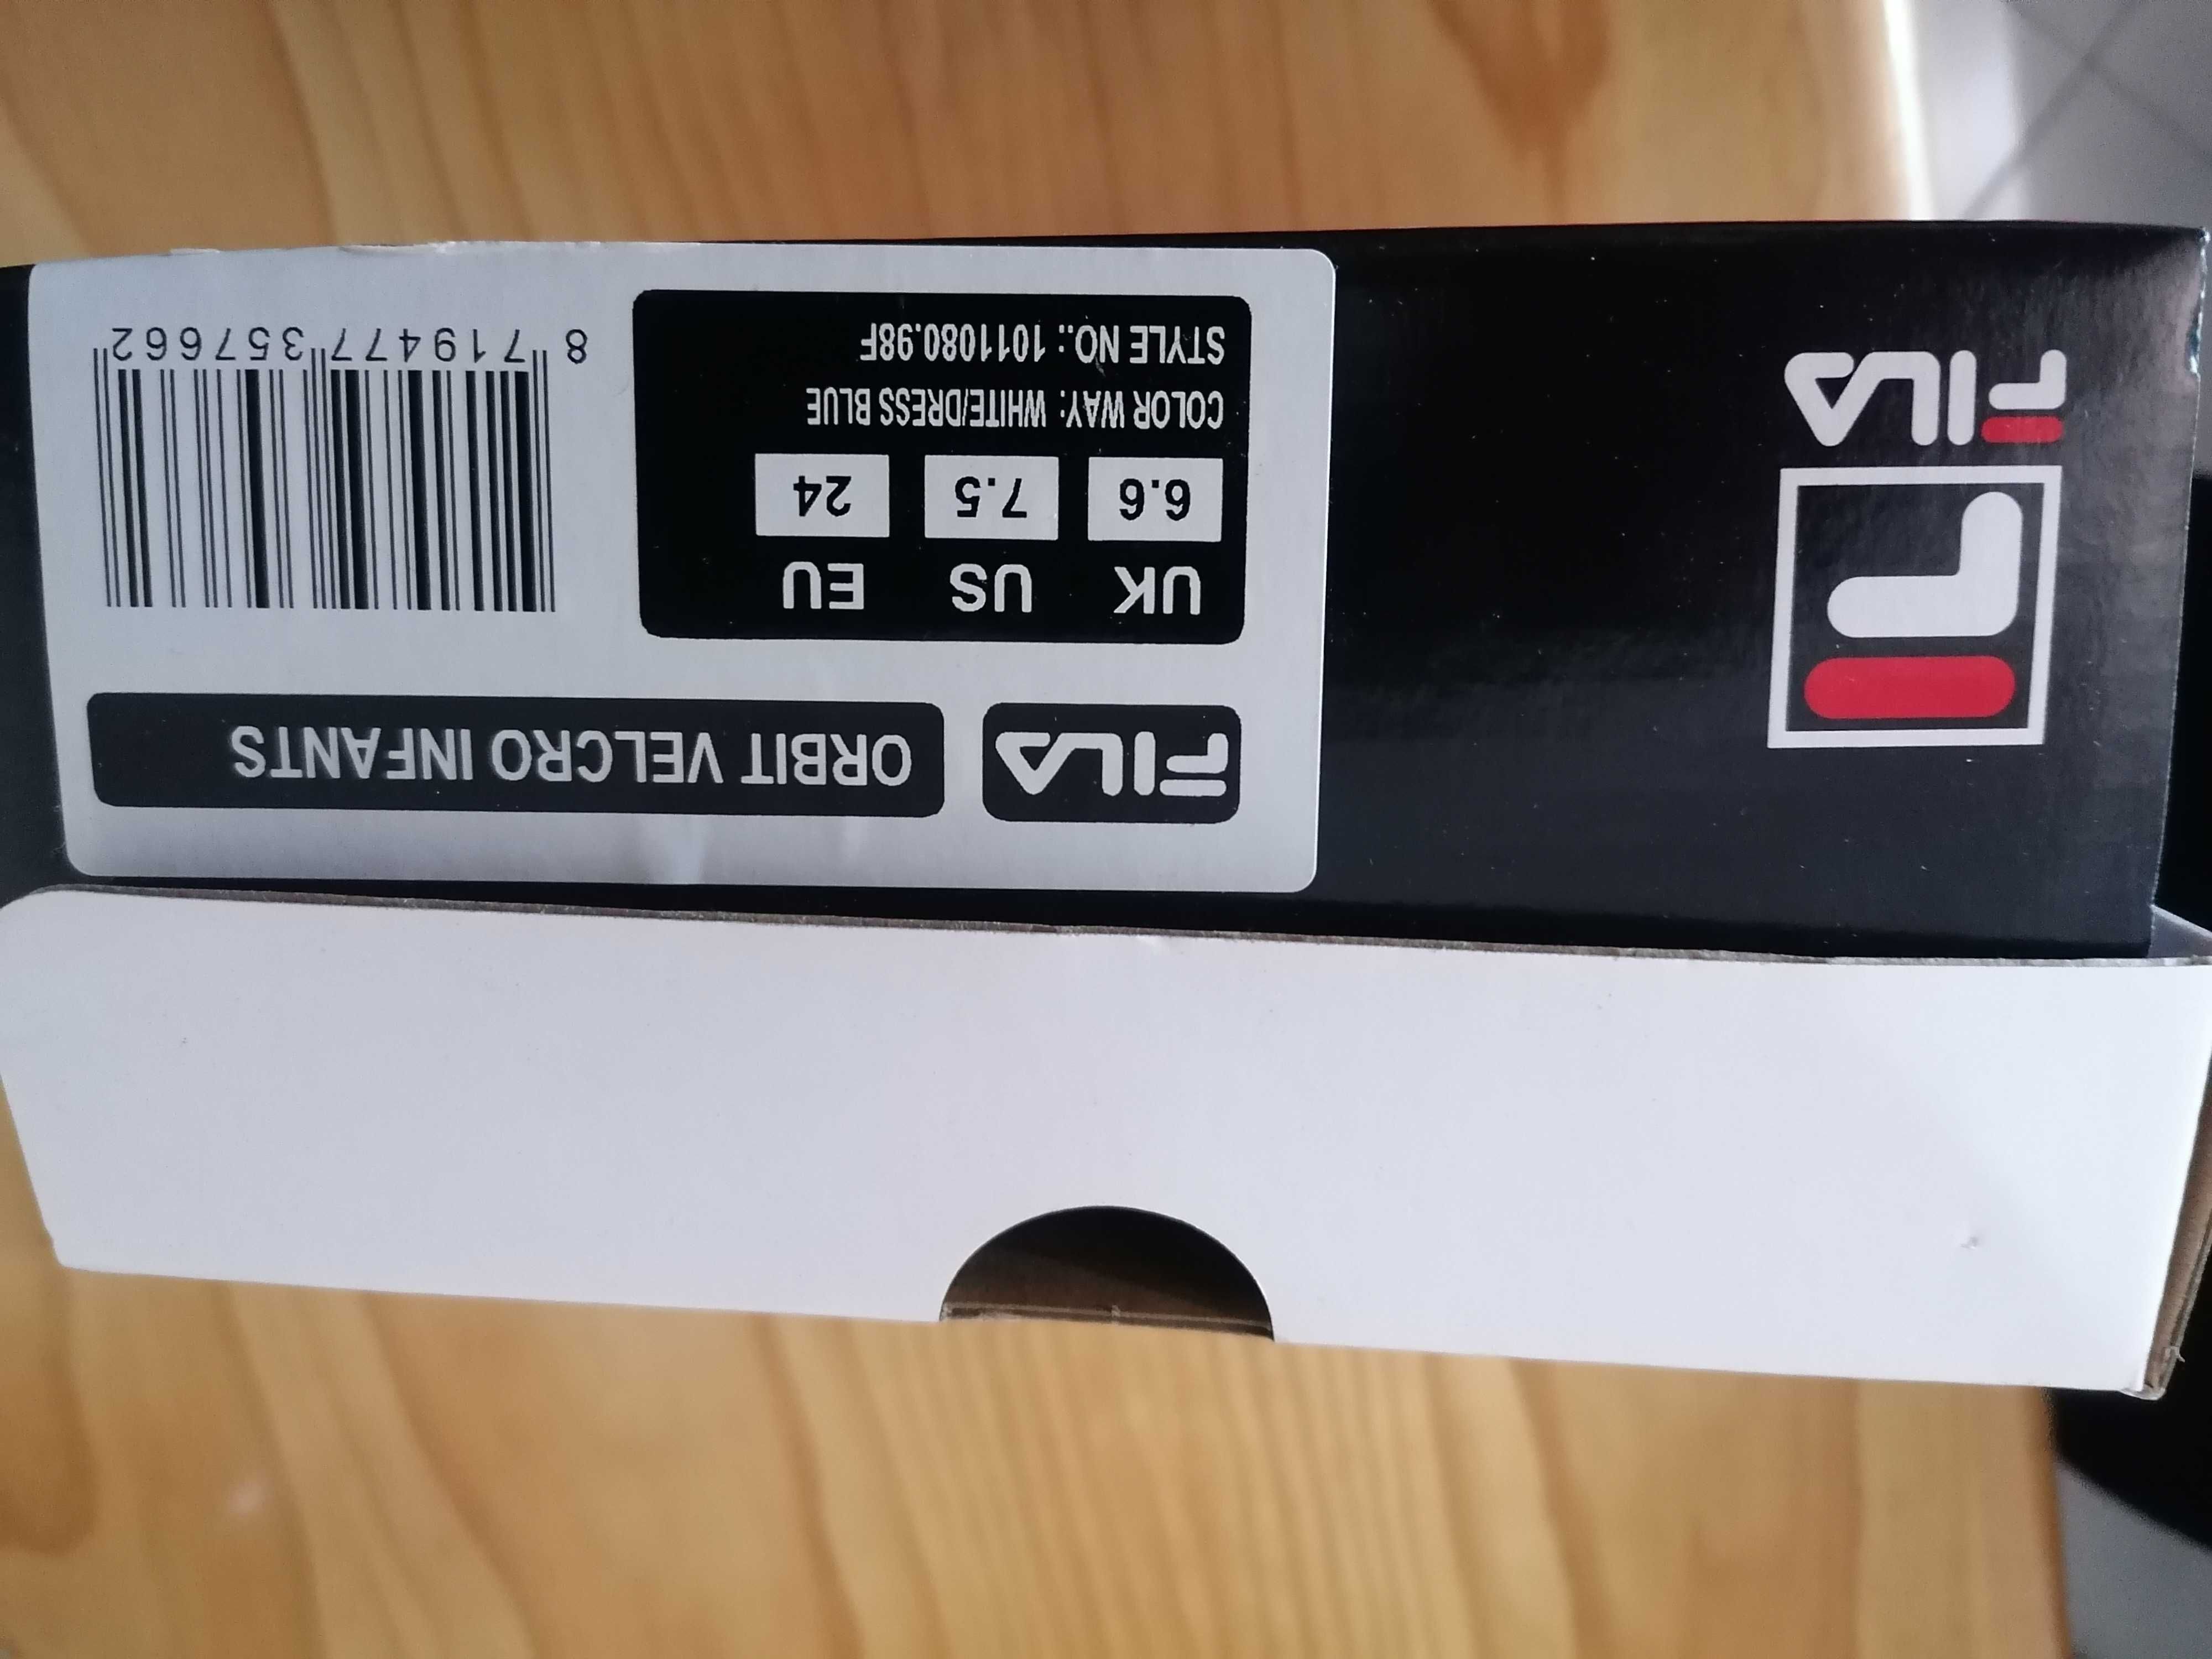 FILA
FILA ORBIT VELCRO INFANTS
UK US EU
6.6 7.5 24
COLOR WAY: WHITE/DRESS BLUE
STYLE NO.: 1011080.98F
8 719477 357662